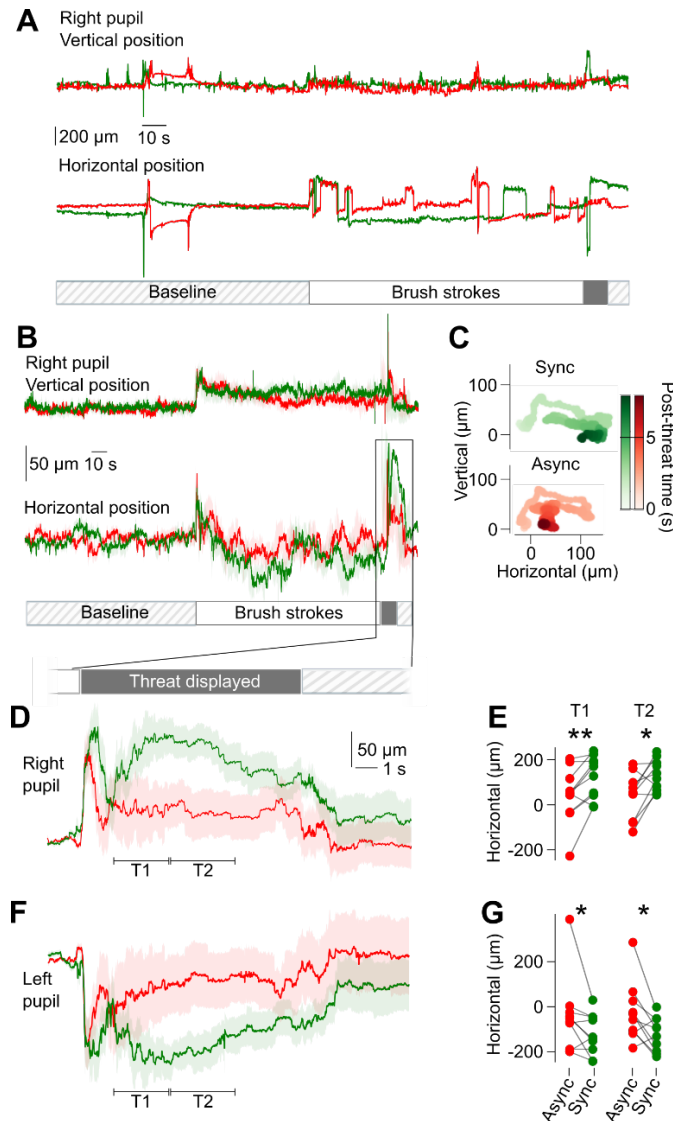 A
Right pupil
Vertical position
200 µm 10 s
Horizontal position
Baseline
Brush strokes
B
Right pupil
Vertical position
50 µm 10 s
Horizontal position
Baseline
Brush strokes
Threat displayed
C
Sync
100
0
Async
100
0
0
100
Vertical (µm)
Horizontal (µm)
5
0
Post-threat time (s)
D
Right
pupil
50 µm
1 s
T1
T2
E
T1
T2
**
*
200
0
-200
Horizontal (µm)
F
Left
pupil
T1
T2
G
*
*
200
0
-200
Horizontal (µm)
Async
Sync
Async
Sync